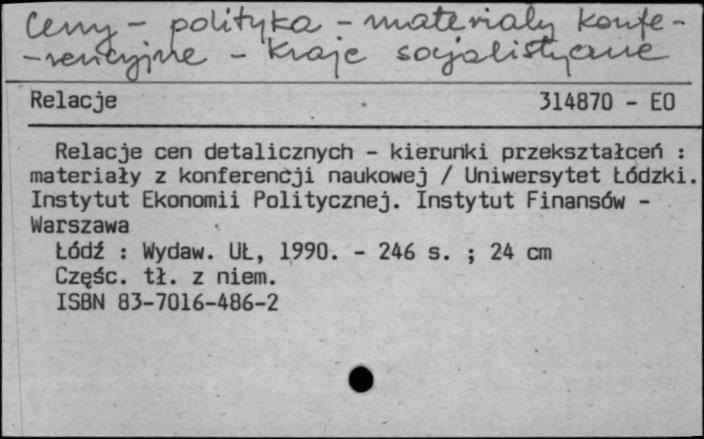 Ceny - polityka - materiały konfe-
-rencyjne - kraje socjalistyczne
Relacje 314870 - EO
Relacje cen detalicznych - kierunki przekształceń :
materiały z konferencji naukowej / Uniwersytet Łódzki.
Instytut Ekonomii Politycznej. Instytut Finansów -
Warszawa
Łódź : Wydaw. UŁ, 1990. - 246 s. ; 24 cm
Częśc. tł. z niem.
ISBN 83-7016-486-2